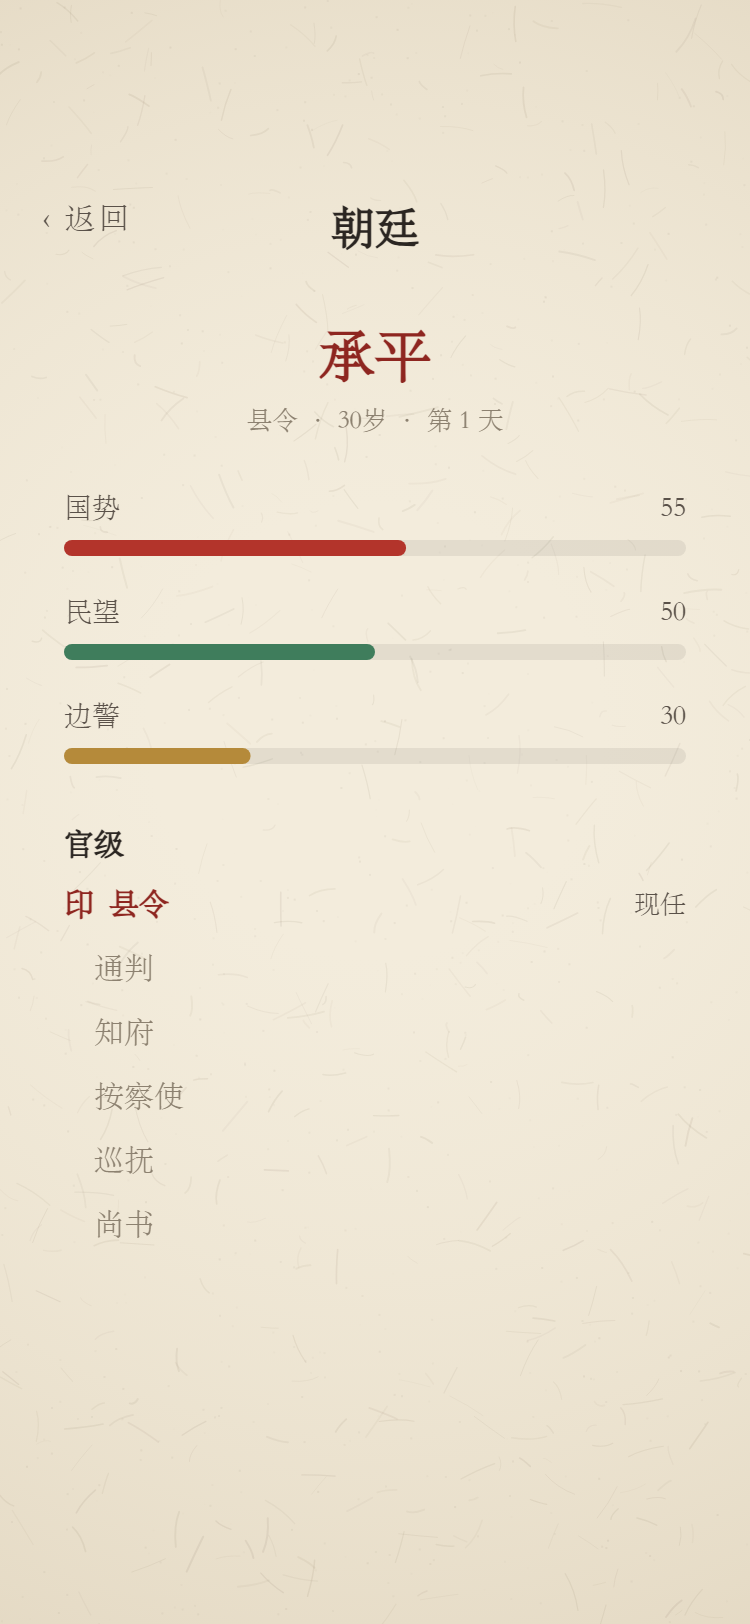 ‹ 返回
朝廷
承平
县令 · 30岁 · 第 1 天
国势 55
民望 50
边警 30
官级
印 县令 现任
通判
知府
按察使
巡抚
尚书